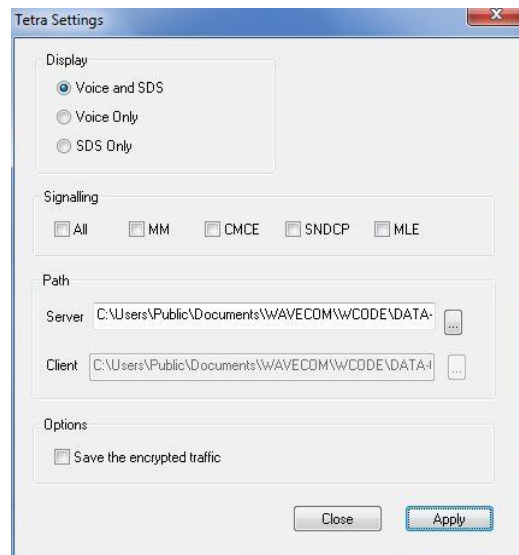 Tetra Settings
Display
Voice and SDS
Voice Only
SDS Only
Signalling
All MM CMCE SNDCP MLE
Path
Server C:\Users\Public\Documents\WAVECOM\WCODE\DATA- ...
Client C:\Users\Public\Documents\WAVECOM\WCODE\DATA- ...
Options
Save the encrypted traffic
Close Apply